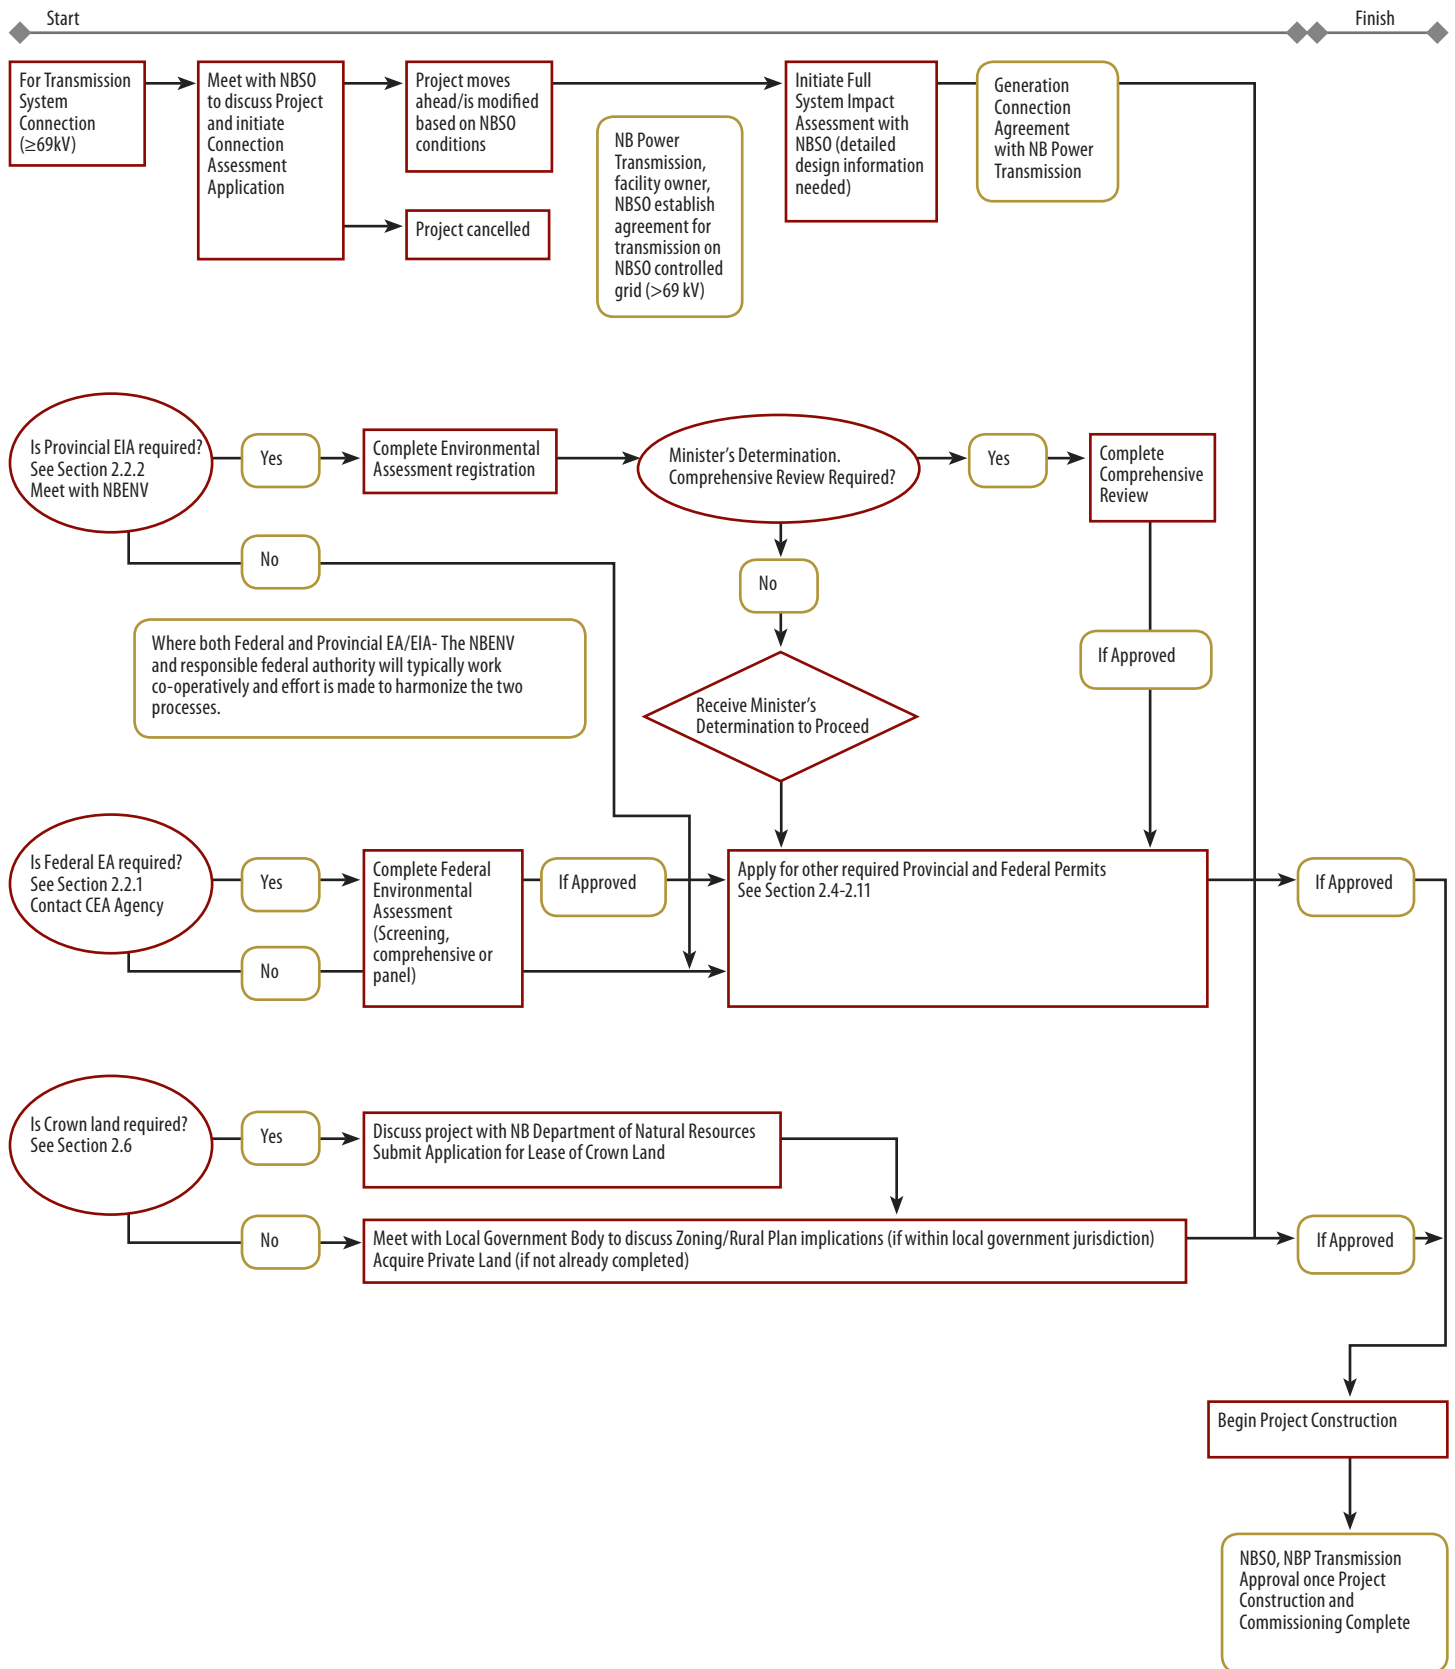 Start
Finish
For Transmission
System
Connection
(≥69kV)
Meet with NBSO
to discuss Project
and initiate
Connection
Assessment
Application
Project moves
ahead/is modified
based on NBSO
conditions
Project cancelled
NB Power
Transmission,
facility owner,
NBSO establish
agreement for
transmission on
NBSO controlled
grid (>69 kV)
Initiate Full
System Impact
Assessment with
NBSO (detailed
design information
needed)
Generation
Connection
Agreement
with NB Power
Transmission
Is Provincial EIA required?
See Section 2.2.2
Meet with NBENV
Yes
Complete Environmental
Assessment registration
Minister's Determination.
Comprehensive Review Required?
Yes
Complete
Comprehensive
Review
No
No
If Approved
Where both Federal and Provincial EA/EIA- The NBENV
and responsible federal authority will typically work
co-operatively and effort is made to harmonize the two
processes.
Receive Minister's
Determination to Proceed
Is Federal EA required?
See Section 2.2.1
Contact CEA Agency
Yes
Complete Federal
Environmental
Assessment
(Screening,
comprehensive or
panel)
If Approved
Apply for other required Provincial and Federal Permits
See Section 2.4-2.11
If Approved
No
Is Crown land required?
See Section 2.6
Yes
Discuss project with NB Department of Natural Resources
Submit Application for Lease of Crown Land
No
Meet with Local Government Body to discuss Zoning/Rural Plan implications (if within local government jurisdiction)
Acquire Private Land (if not already completed)
If Approved
Begin Project Construction
NBSO, NBP Transmission
Approval once Project
Construction and
Commissioning Complete